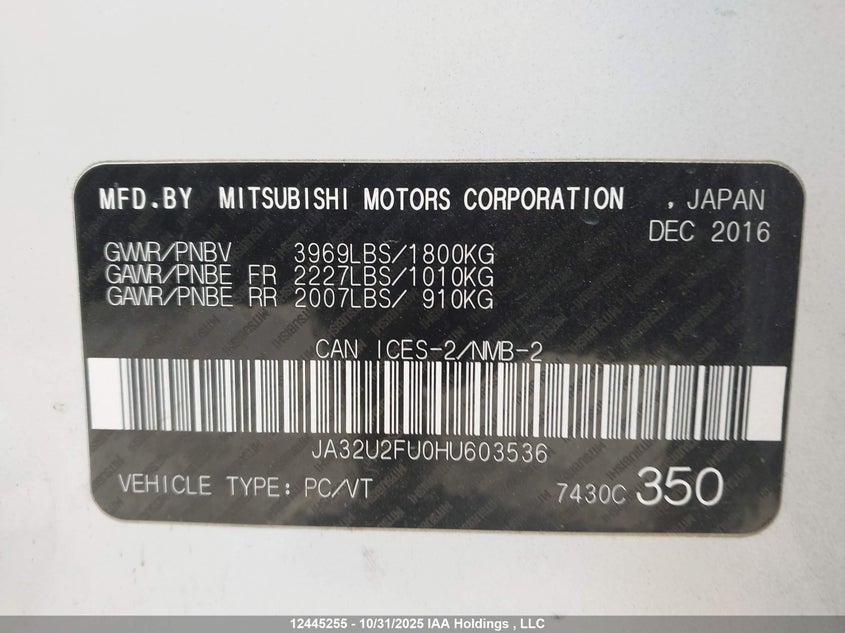 MFD.BY MITSUBISHI MOTORS CORPORATION , JAPAN
DEC 2016
GVWR/PNBV 3969LBS/1800KG
GAWR/PNBE FR 2227LBS/1010KG
GAWR/PNBE RR 2007LBS/ 910KG
CAN ICES-2/NMB-2
JA32U2FU0HU603536
VEHICLE TYPE: PC/VT 7430C 350
12445255 - 10/31/2025 IAA Holdings , LLC